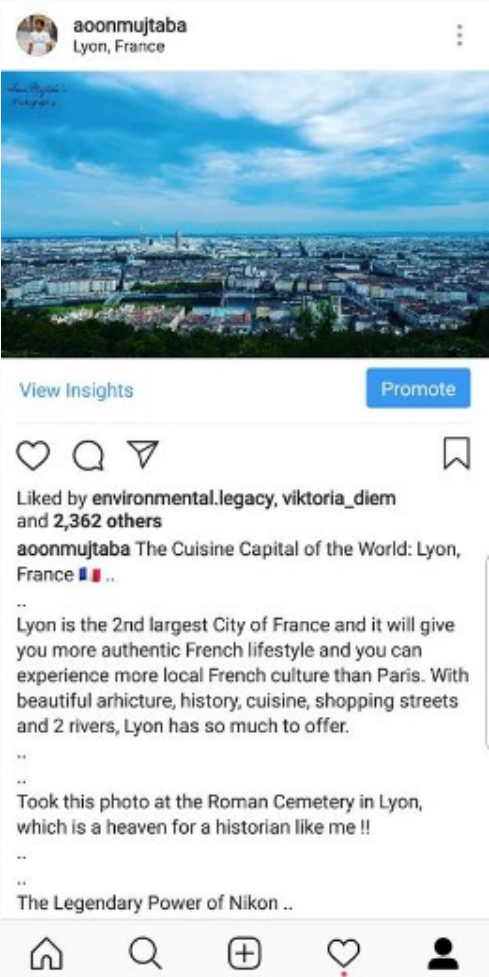 aoonmujtaba
Lyon, France
View Insights
Promote
Liked by environmental.legacy, viktoria_diem
and 2,362 others
aoonmujtaba The Cuisine Capital of the World: Lyon,
France 🇫🇷 ..
..
Lyon is the 2nd largest City of France and it will give
you more authentic French lifestyle and you can
experience more local French culture than Paris. With
beautiful arhicture, history, cuisine, shopping streets
and 2 rivers, Lyon has so much to offer.
..
..
Took this photo at the Roman Cemetery in Lyon,
which is a heaven for a historian like me !!
..
..
The Legendary Power of Nikon ..